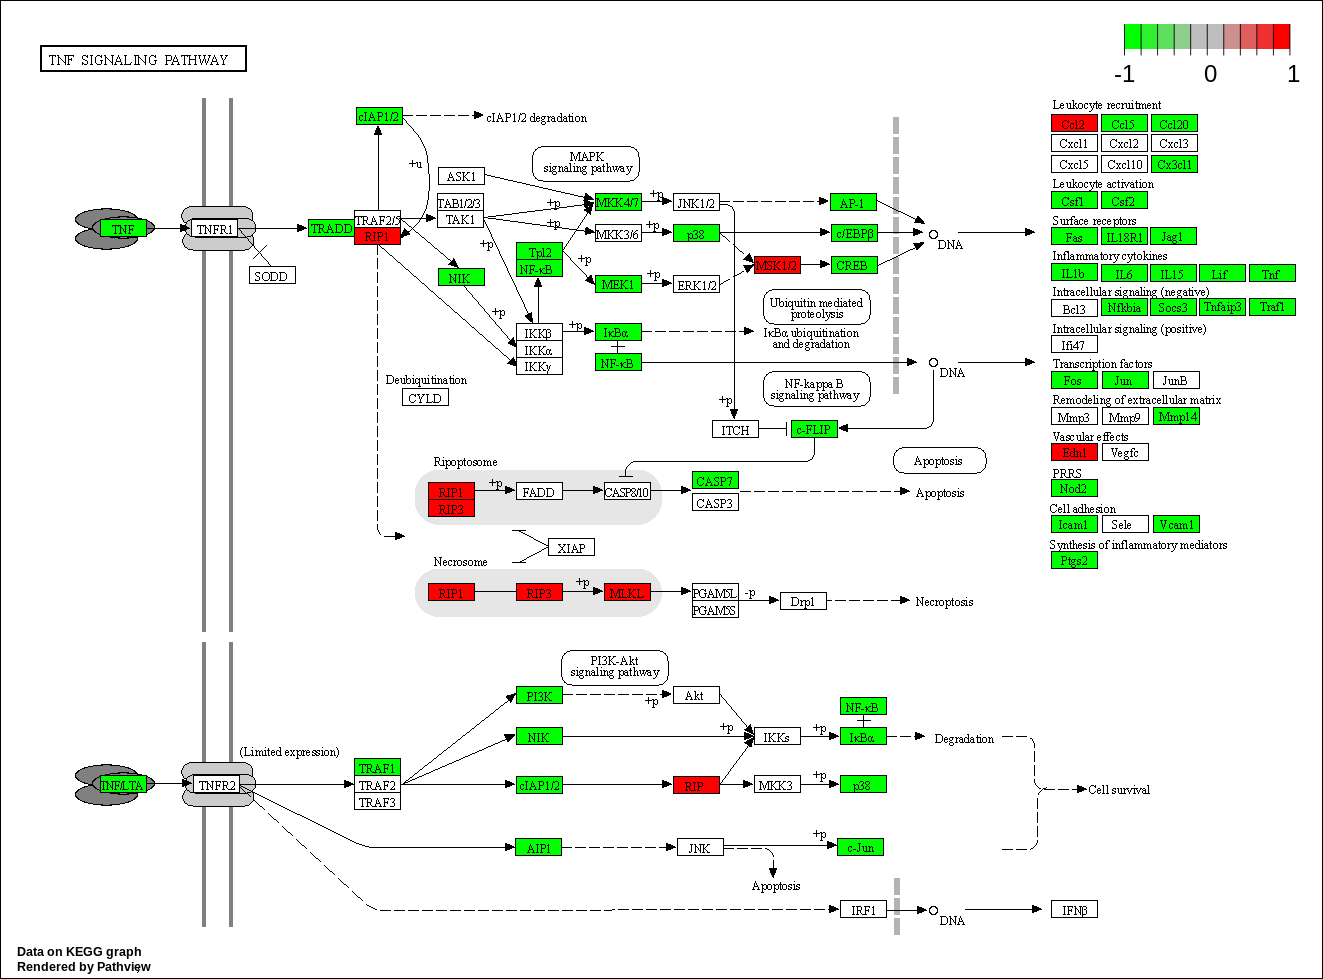 TNF SIGNALING PATHWAY
-1 0 1
cIAP1/2
cIAP1/2 degradation
+u
MAPK
signaling pathway
ASK1
TAB1/2/3
TAK1
MKK4/7
+p
JNK1/2
AP-1
TNF
TNFR1
SODD
TRADD
TRAF2/5
RIP1
+p
+p
MKK3/6
+p
p38
c/EBPβ
DNA
+p
Tpl2
NF-κB
+p
MSK1/2
CREB
NIK
MEK1
+p
ERK1/2
+p
Ubiquitin mediated
proteolysis
IKKβ
IKKα
IKKγ
+p
IκBα
IκBα ubiquitination
and degradation
NF-κB
DNA
Deubiquitination
CYLD
NF-kappa B
signaling pathway
+p
ITCH
c-FLIP
Ripoptosome
Apoptosis
RIP1
RIP3
+p
FADD
CASP8/10
CASP7
CASP3
Apoptosis
XIAP
Necrosome
RIP1
RIP3
+p
MLKL
PGAM5L
PGAM5S
-p
Drp1
Necroptosis
Leukocyte recruitment
Ccl2 Ccl5 Ccl20
Cxcl1 Cxcl2 Cxcl3
Cxcl5 Cxcl10 Cx3cl1
Leukocyte activation
Csf1 Csf2
Surface receptors
Fas IL18R1 Jag1
Inflammatory cytokines
IL1b IL6 IL15 Lif Tnf
Intracellular signaling (negative)
Bcl3 Nfkbia Socs3 Tnfaip3 Traf1
Intracellular signaling (positive)
Ifi47
Transcription factors
Fos Jun JunB
Remodeling of extracellular matrix
Mmp3 Mmp9 Mmp14
Vascular effects
Edn1 Vegfc
PRRS
Nod2
Cell adhesion
Icam1 Sele Vcam1
Synthesis of inflammatory mediators
Ptgs2
PI3K-Akt
signaling pathway
PI3K
+p
Akt
NF-κB
NIK
+p
IKKs
+p
IκBα
Degradation
(Limited expression)
TNF/LTA
TNFR2
TRAF1
TRAF2
TRAF3
cIAP1/2
RIP
MKK3
+p
p38
Cell survival
AIP1
JNK
+p
c-Jun
Apoptosis
IRF1
DNA
IFNβ
Data on KEGG graph
Rendered by Pathview